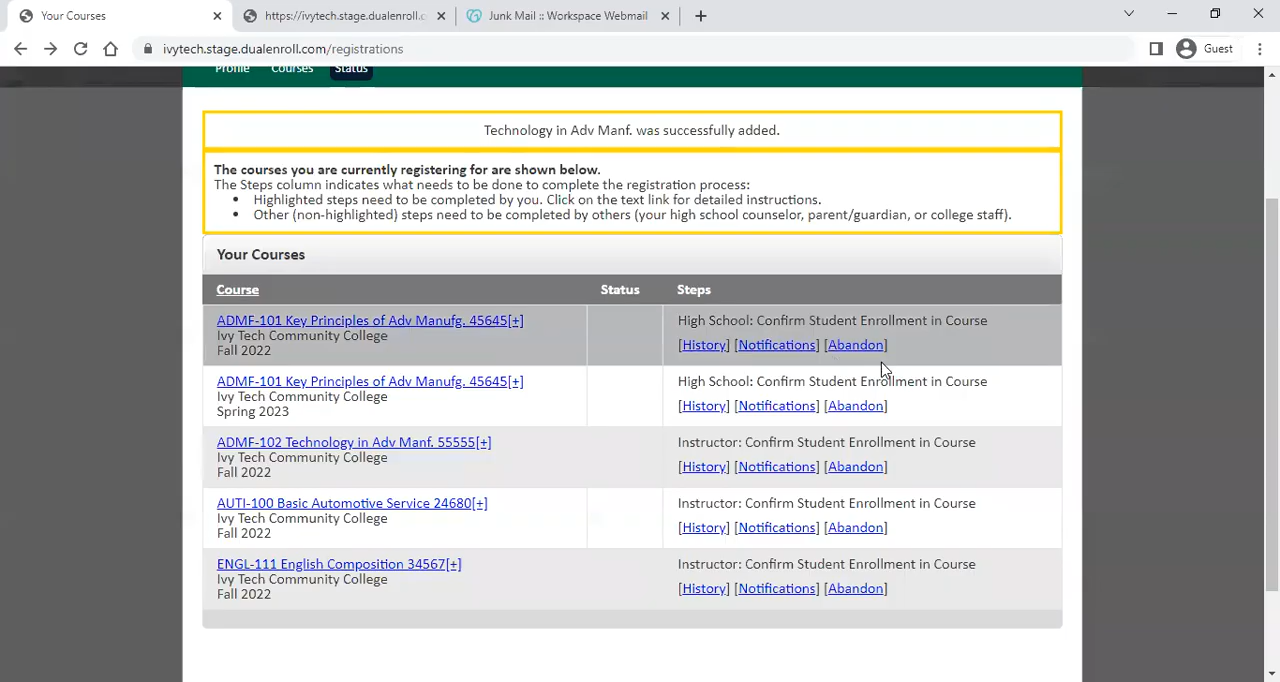 Your Courses
https://ivytech.stage.dualenroll.c
Junk Mail :: Workspace Webmail
ivytech.stage.dualenroll.com/registrations
Guest
Profile Courses Status
Technology in Adv Manf. was successfully added.
The courses you are currently registering for are shown below.
The Steps column indicates what needs to be done to complete the registration process:
• Highlighted steps need to be completed by you. Click on the text link for detailed instructions.
• Other (non-highlighted) steps need to be completed by others (your high school counselor, parent/guardian, or college staff).
Your Courses
Course Status Steps
ADMF-101 Key Principles of Adv Manufg. 45645[+] High School: Confirm Student Enrollment in Course
Ivy Tech Community College [History] [Notifications] [Abandon]
Fall 2022
ADMF-101 Key Principles of Adv Manufg. 45645[+] High School: Confirm Student Enrollment in Course
Ivy Tech Community College [History] [Notifications] [Abandon]
Spring 2023
ADMF-102 Technology in Adv Manf. 55555[+] Instructor: Confirm Student Enrollment in Course
Ivy Tech Community College [History] [Notifications] [Abandon]
Fall 2022
AUTI-100 Basic Automotive Service 24680[+] Instructor: Confirm Student Enrollment in Course
Ivy Tech Community College [History] [Notifications] [Abandon]
Fall 2022
ENGL-111 English Composition 34567[+] Instructor: Confirm Student Enrollment in Course
Ivy Tech Community College [History] [Notifications] [Abandon]
Fall 2022